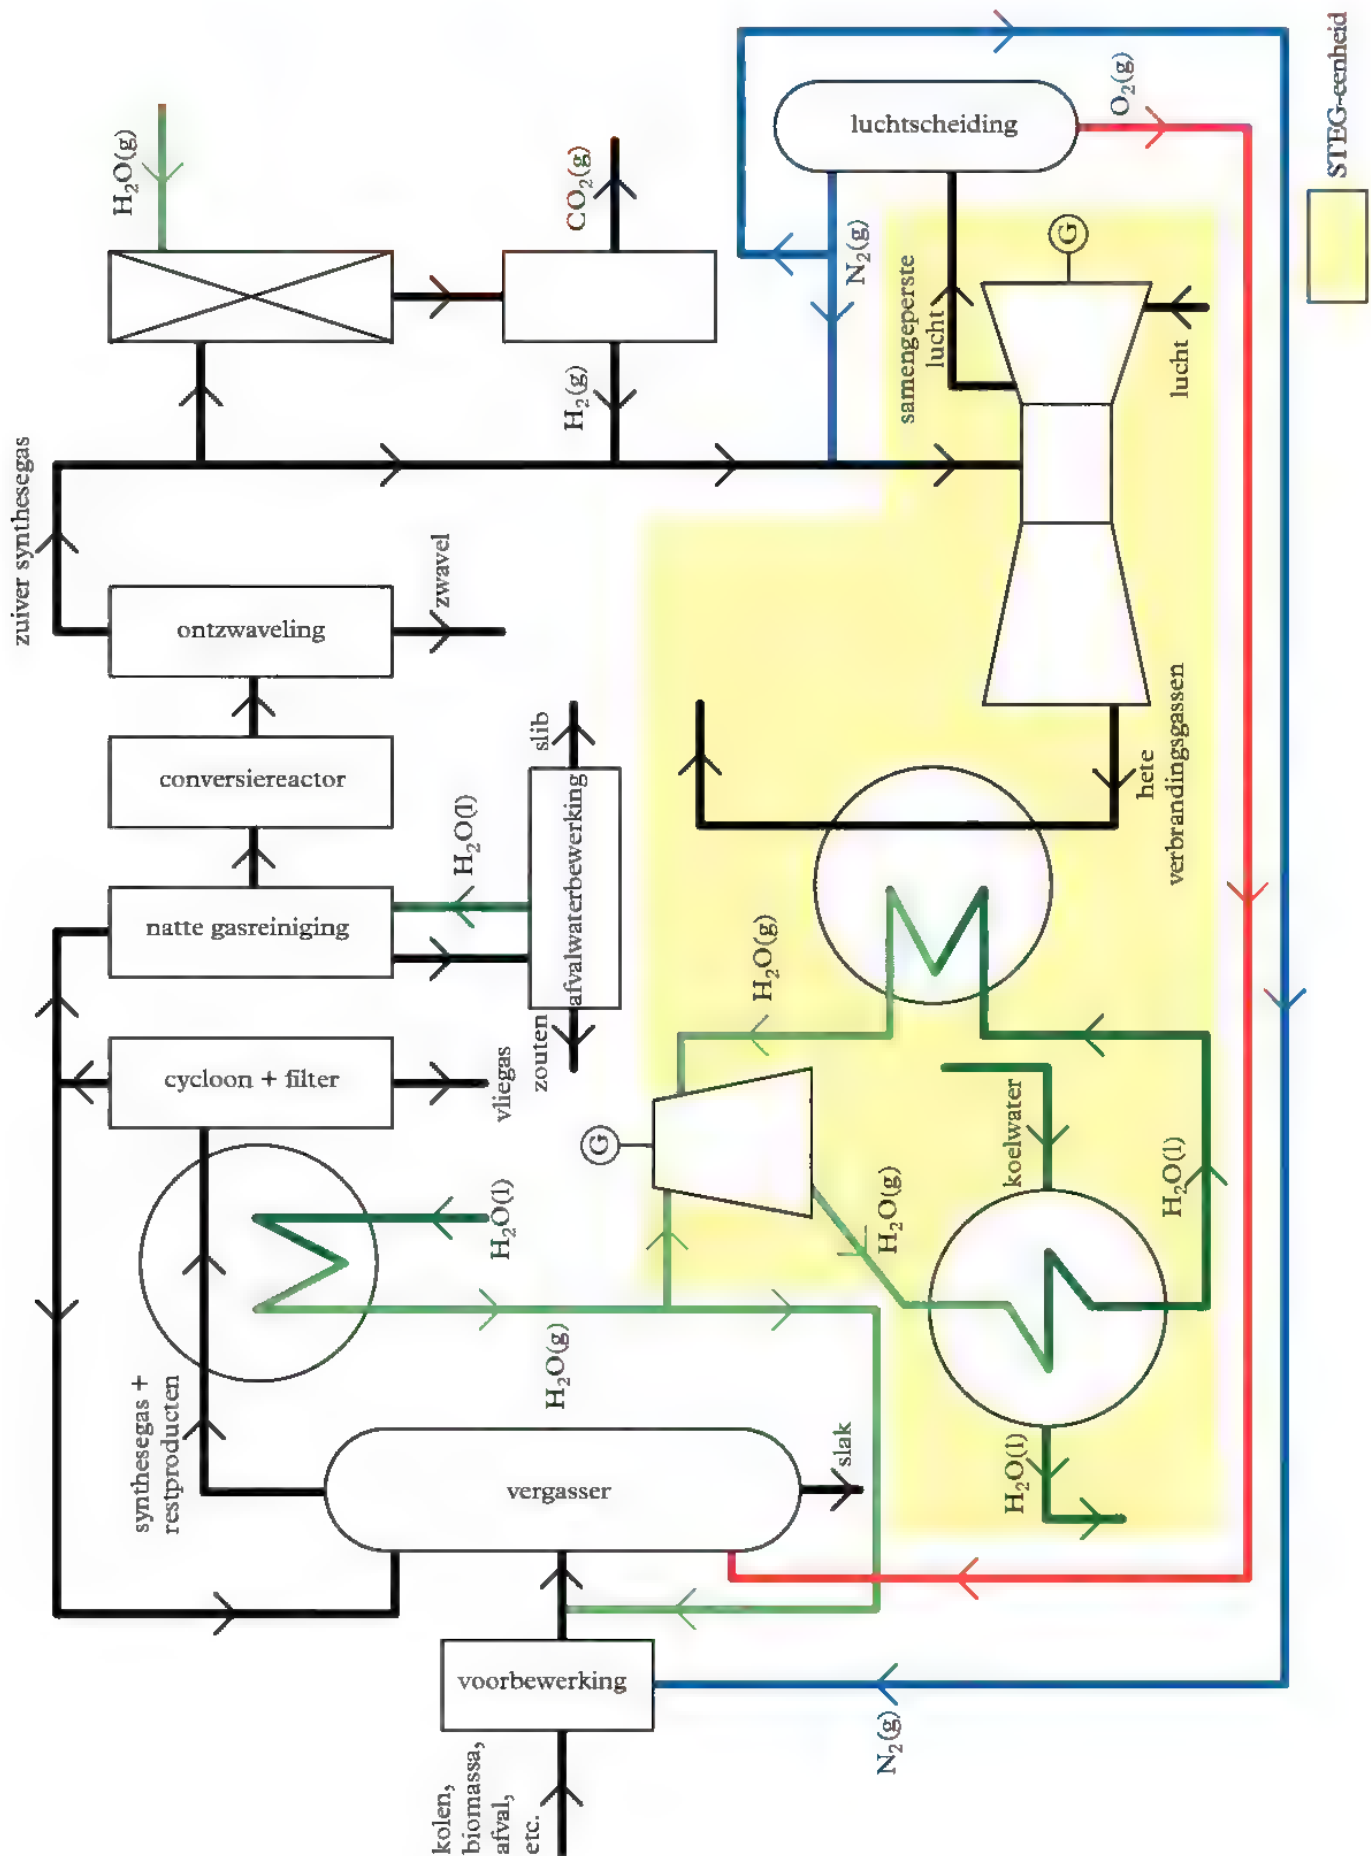 zuiver synthesegas
H₂O(g)
CO₂(g)
H₂(g)
luchtscheiding
O₂(g)
N₂(g)
samengeperste
lucht
G
lucht
STEG-eenheid
ontzwaveling
zwavel
conversiereactor
natte gasreiniging
H₂O(l)
slib
afvalwaterbewerking
zouten
cycloon + filter
vliegas
hete
verbrandingsgassen
H₂O(g)
G
H₂O(l)
koelwater
H₂O(g)
H₂O(l)
H₂O(g)
H₂O(l)
synthesegas +
restproducten
vergasser
slak
voorbewerking
kolen,
biomassa,
afval,
etc.
N₂(g)